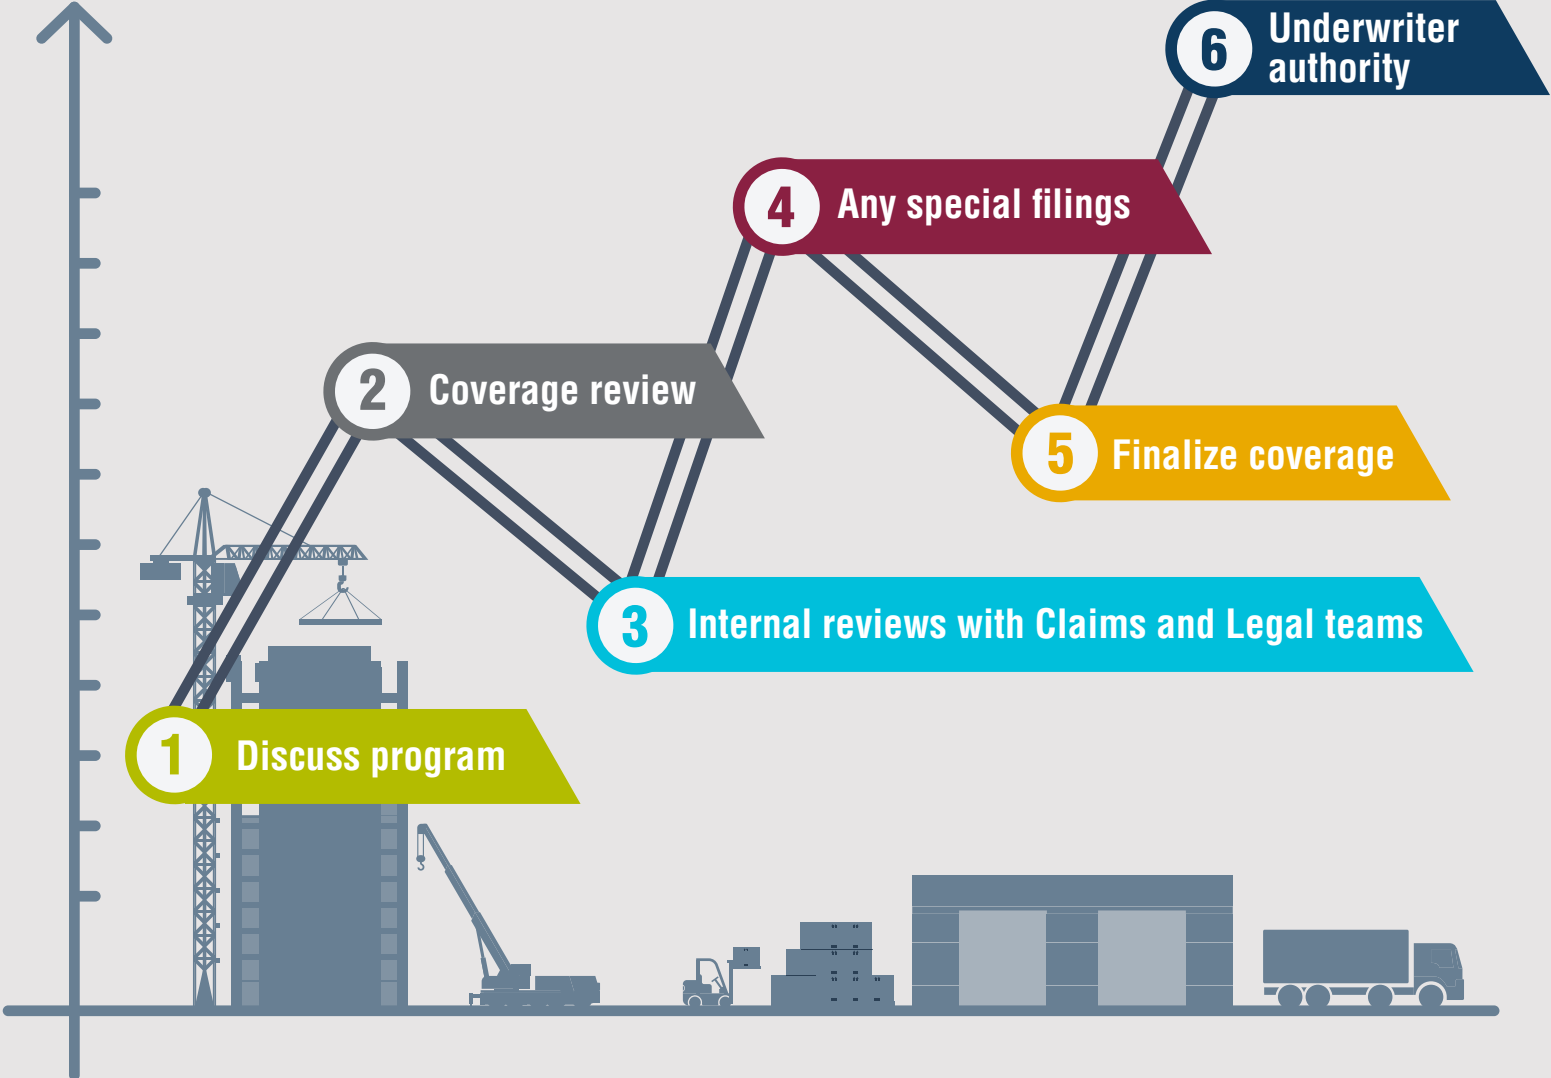 6
Underwriter
authority
4
Any special filings
2
Coverage review
5
Finalize coverage
3
Internal reviews with Claims and Legal teams
1
Discuss program